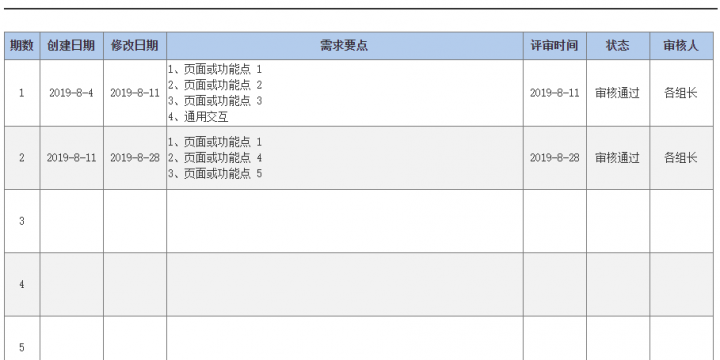 期数 创建日期 修改日期 需求要点 评审时间 状态 审核人
1 2019-8-4 2019-8-11 1、页面或功能点 1 2019-8-11 审核通过 各组长
2、页面或功能点 2
3、页面或功能点 3
4、通用交互
2 2019-8-11 2019-8-28 1、页面或功能点 1 2019-8-28 审核通过 各组长
2、页面或功能点 4
3、页面或功能点 5
3
4
5